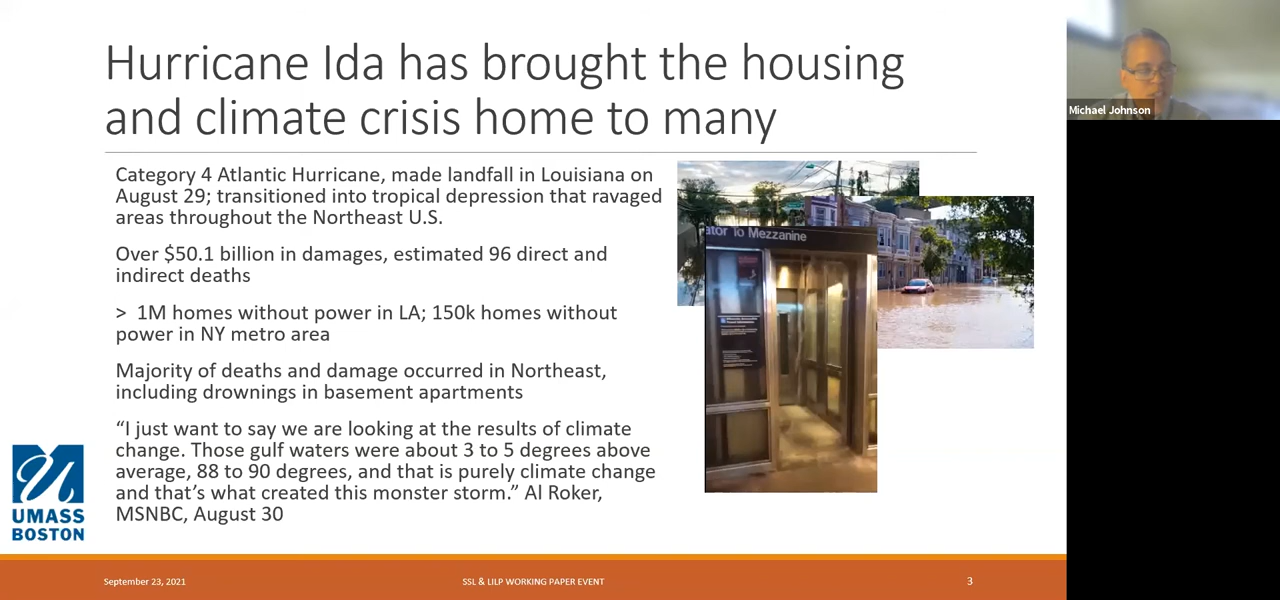 Hurricane Ida has brought the housing
and climate crisis home to many
Category 4 Atlantic Hurricane, made landfall in Louisiana on
August 29; transitioned into tropical depression that ravaged
areas throughout the Northeast U.S.
Over $50.1 billion in damages, estimated 96 direct and
indirect deaths
> 1M homes without power in LA; 150k homes without
power in NY metro area
Majority of deaths and damage occurred in Northeast,
including drownings in basement apartments
“I just want to say we are looking at the results of climate
change. Those gulf waters were about 3 to 5 degrees above
average, 88 to 90 degrees, and that is purely climate change
and that’s what created this monster storm.” Al Roker,
MSNBC, August 30
ator To Mezzanine
Michael Johnson
UMASS
BOSTON
September 23, 2021
SSL & LILP WORKING PAPER EVENT
3